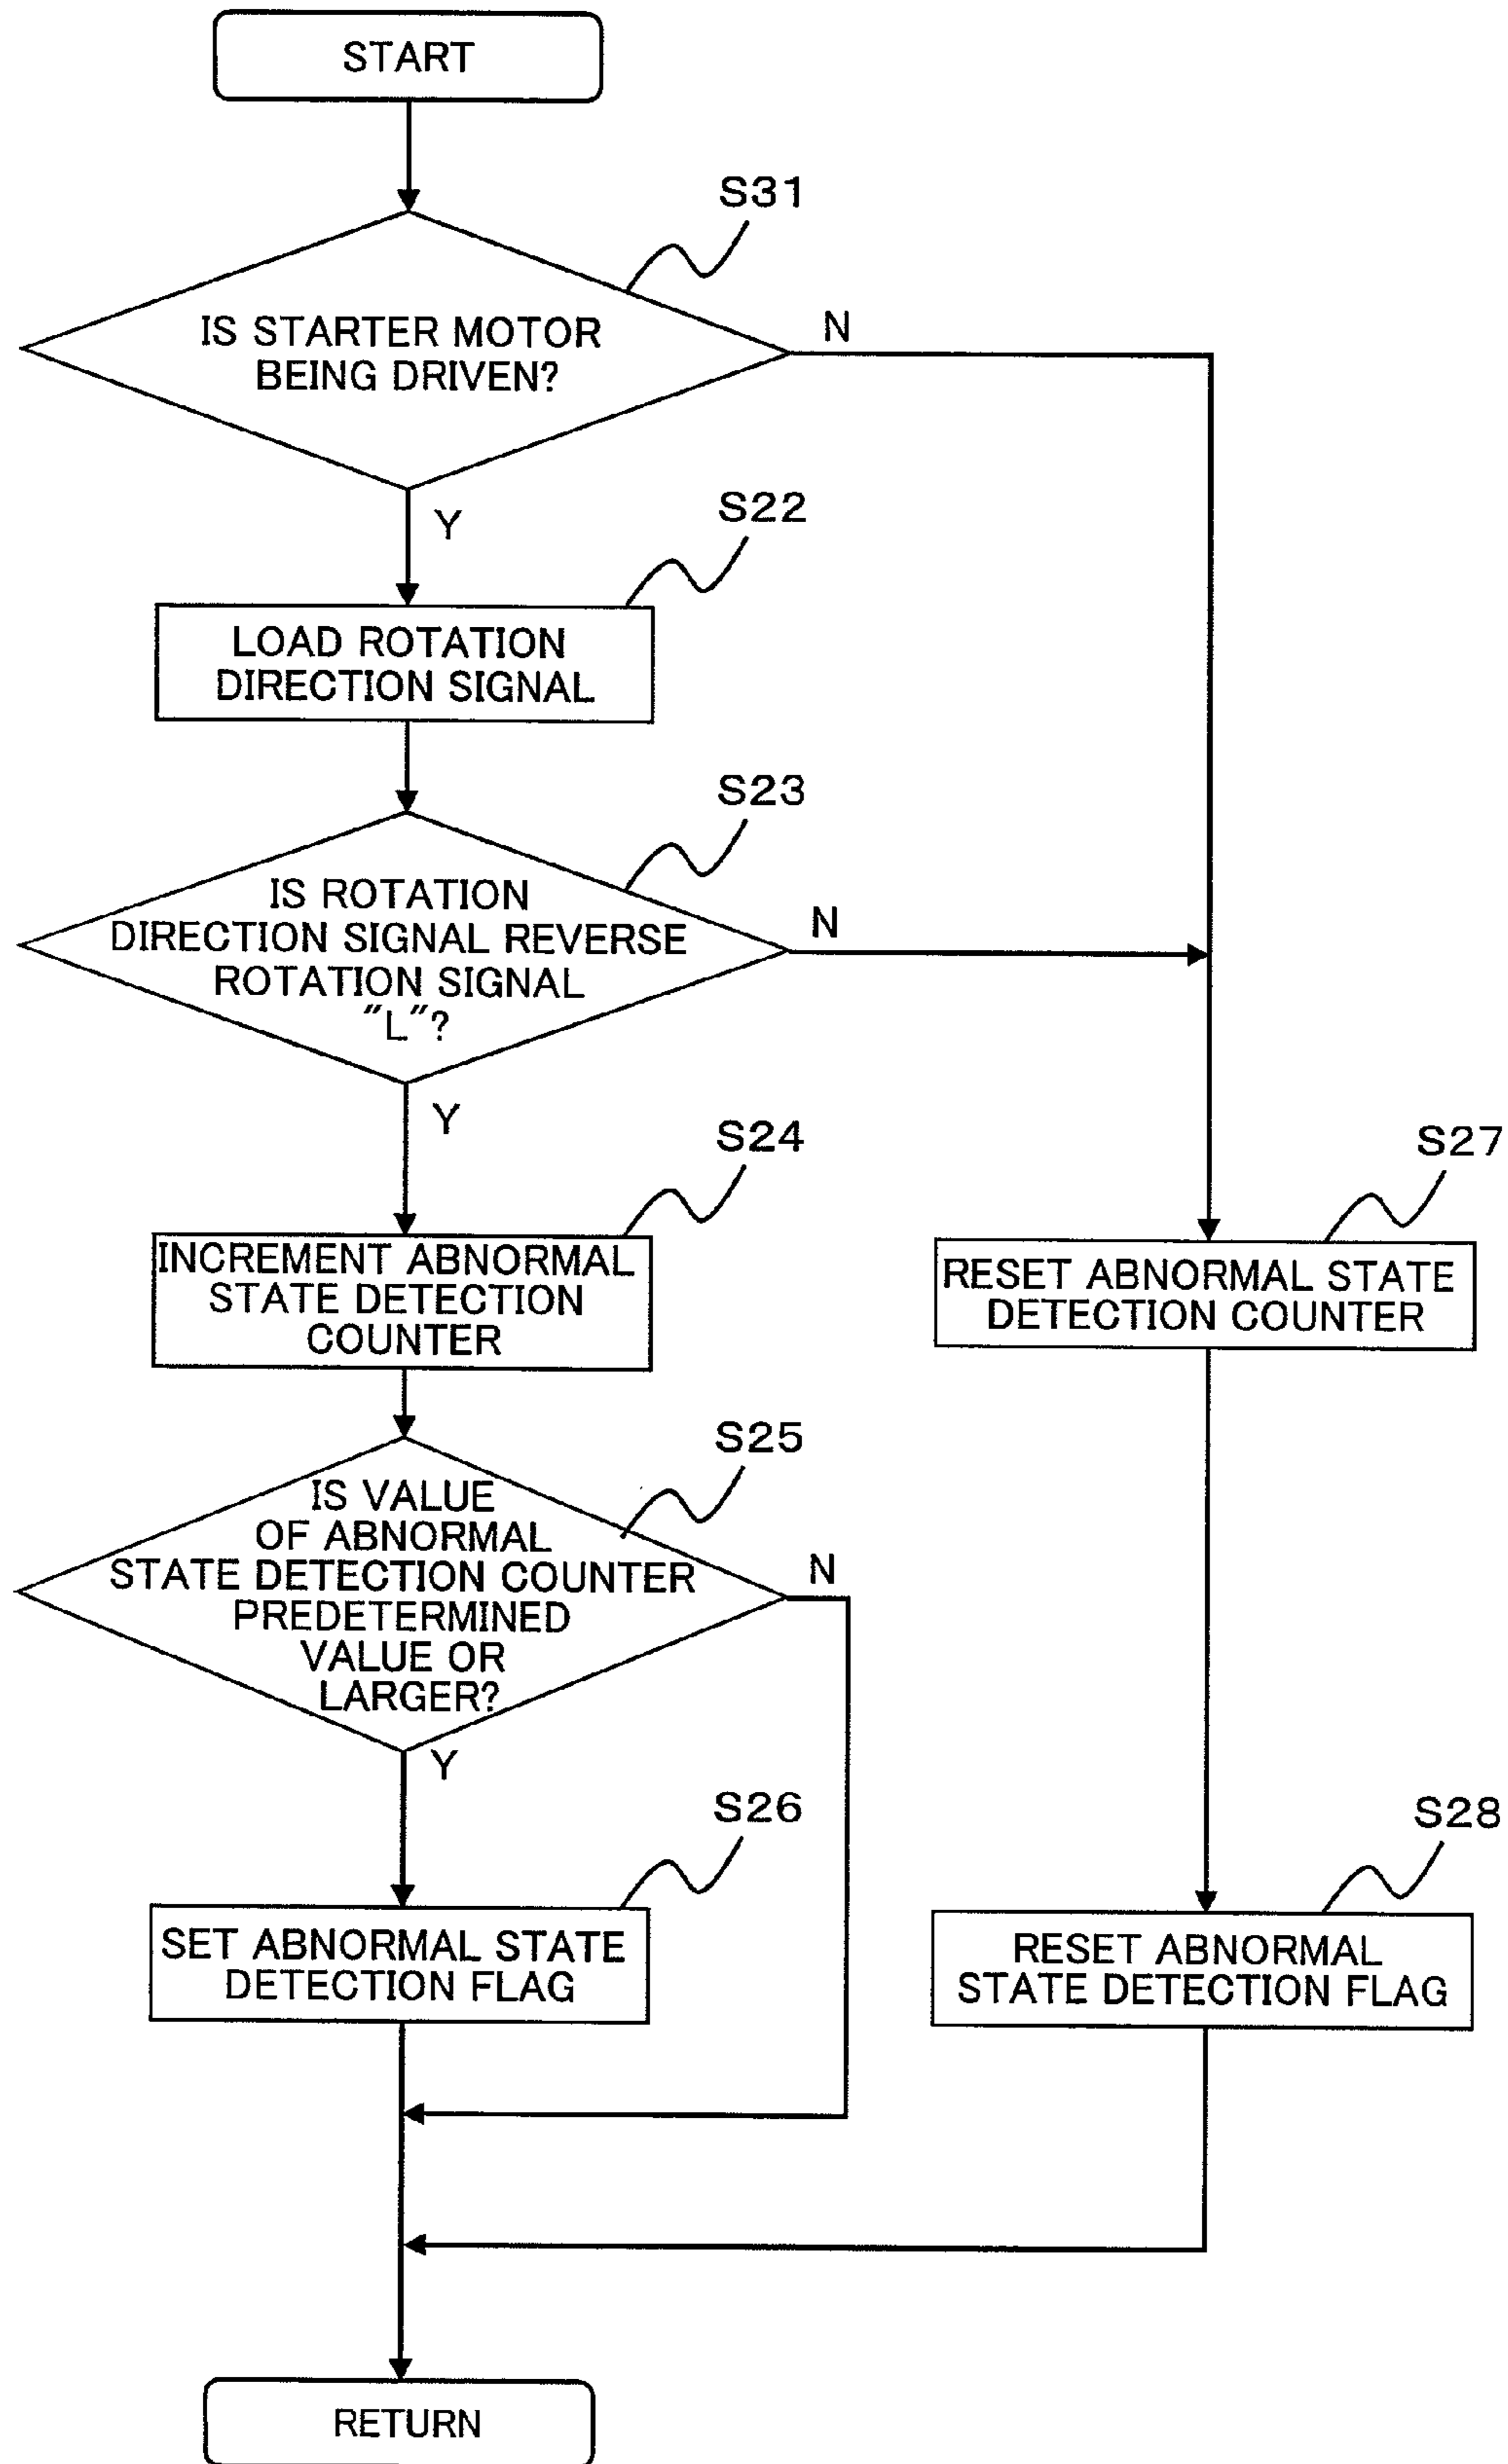 START
S31
IS STARTER MOTOR
BEING DRIVEN?
N
Y
S22
LOAD ROTATION
DIRECTION SIGNAL
S23
IS ROTATION
DIRECTION SIGNAL REVERSE
ROTATION SIGNAL
"L"?
N
Y
S24
INCREMENT ABNORMAL
STATE DETECTION
COUNTER
S27
RESET ABNORMAL STATE
DETECTION COUNTER
S25
IS VALUE
OF ABNORMAL
STATE DETECTION COUNTER
PREDETERMINED
VALUE OR
LARGER?
N
Y
S26
SET ABNORMAL STATE
DETECTION FLAG
S28
RESET ABNORMAL
STATE DETECTION FLAG
RETURN